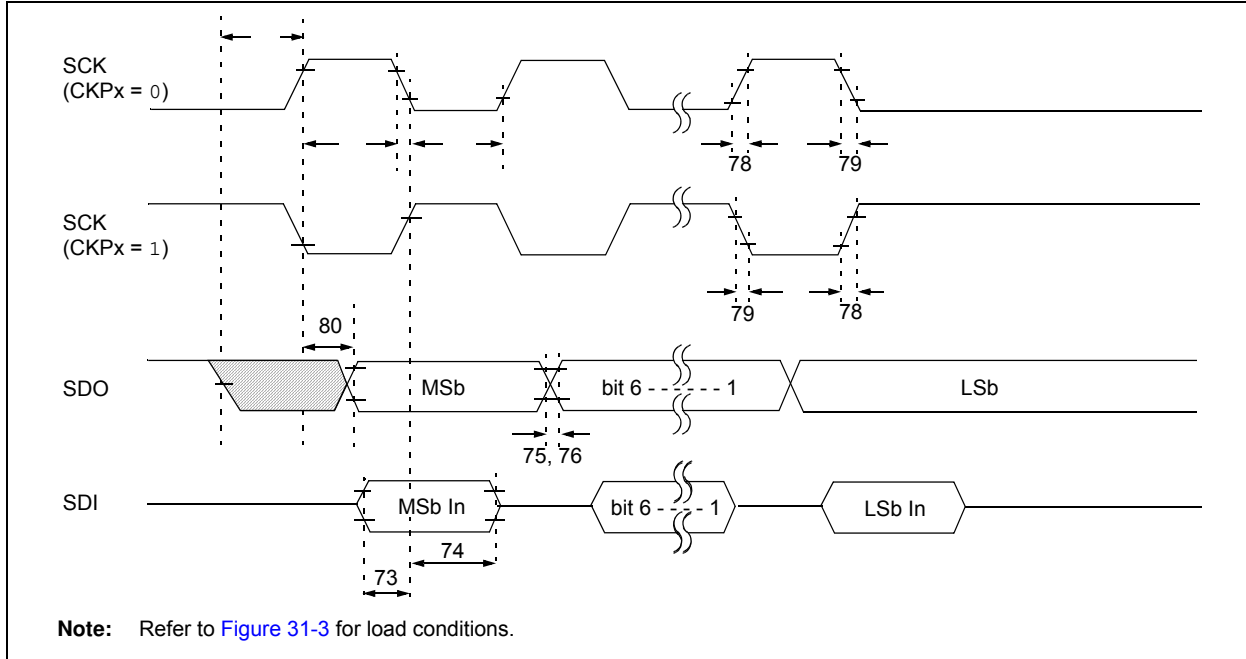 SCK
(CKPx = 0)
78
79
SCK
(CKPx = 1)
79
78
80
SDO
MSb
bit 6 - - - - - - 1
LSb
75, 76
SDI
MSb In
bit 6 - - - - 1
LSb In
74
73
Note: Refer to Figure 31-3 for load conditions.